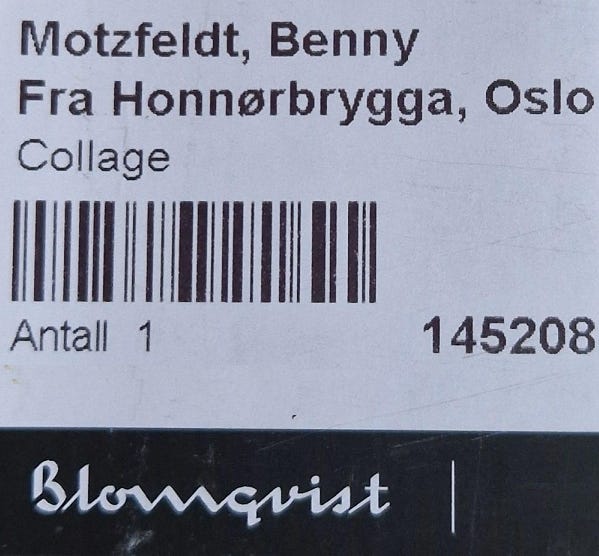 Motzfeldt, Benny
Fra Honnørbrygga, Oslo
Collage
Antall 1 145208
Blomqvist